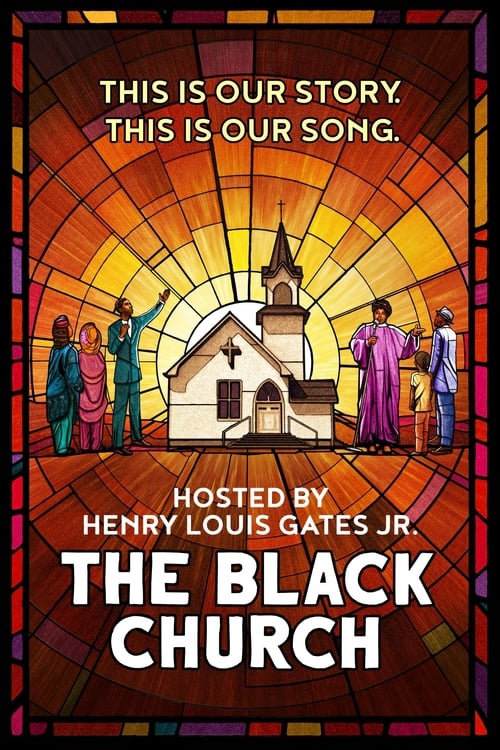 THIS IS OUR STORY.
THIS IS OUR SONG.
HOSTED BY
HENRY LOUIS GATES JR.
THE BLACK
CHURCH